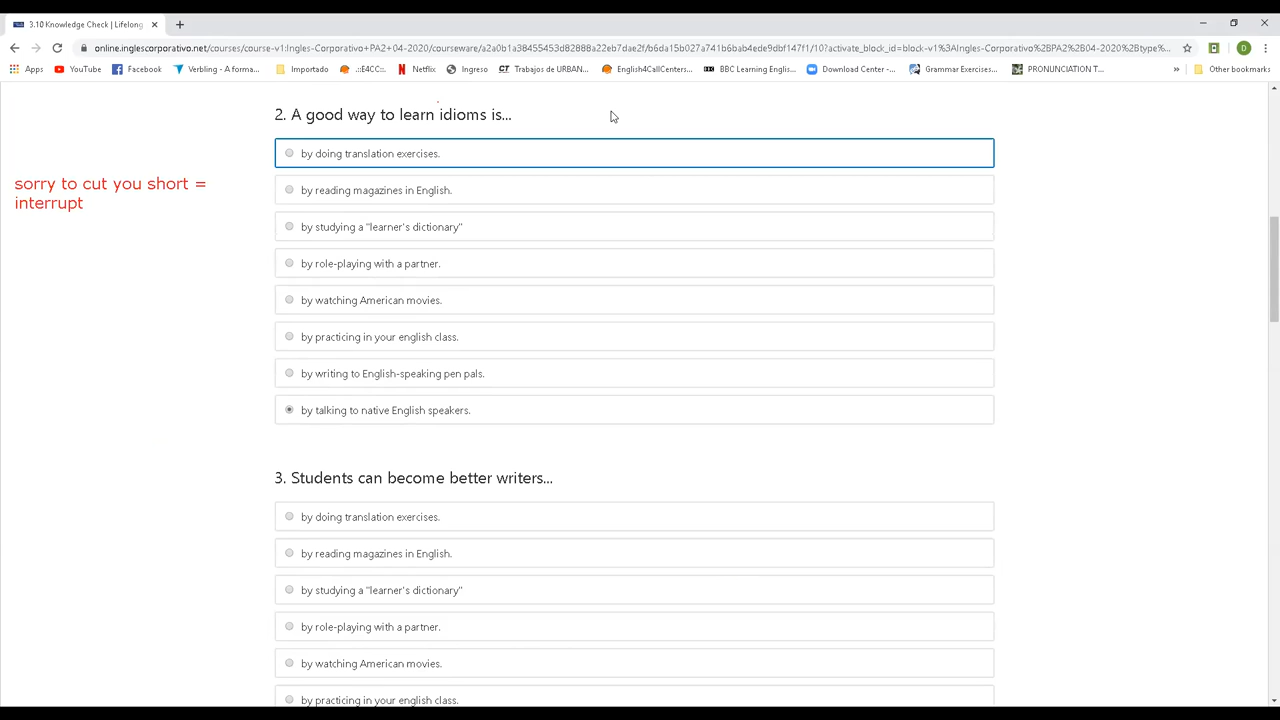 3.10 Knowledge Check | Lifelong
online.inglescorporativo.net/courses/course-v1:Ingles-Corporativo+PA2+04-2020/courseware/a2a0b1a38455453d82888a22eb7dae2f/b6da15b027a741b6bab4edb9dbf147f1/10?activate_block_id=block-v1%3AIngles-Corporativo%2BPA2%2B04-2020%2Btype%...
D
Apps YouTube Facebook Verbling - A forma... Importado .::E4CC::. Netflix Ingreso Trabajos de URBAN... English4CallCenters... BBC Learning Englis... Download Center -... Grammar Exercises... PRONUNCIATION T... » Other bookmarks
2. A good way to learn idioms is...
by doing translation exercises.
sorry to cut you short =
interrupt
by reading magazines in English.
by studying a "learner's dictionary"
by role-playing with a partner.
by watching American movies.
by practicing in your english class.
by writing to English-speaking pen pals.
by talking to native English speakers.
3. Students can become better writers...
by doing translation exercises.
by reading magazines in English.
by studying a "learner's dictionary"
by role-playing with a partner.
by watching American movies.
by practicing in your english class.